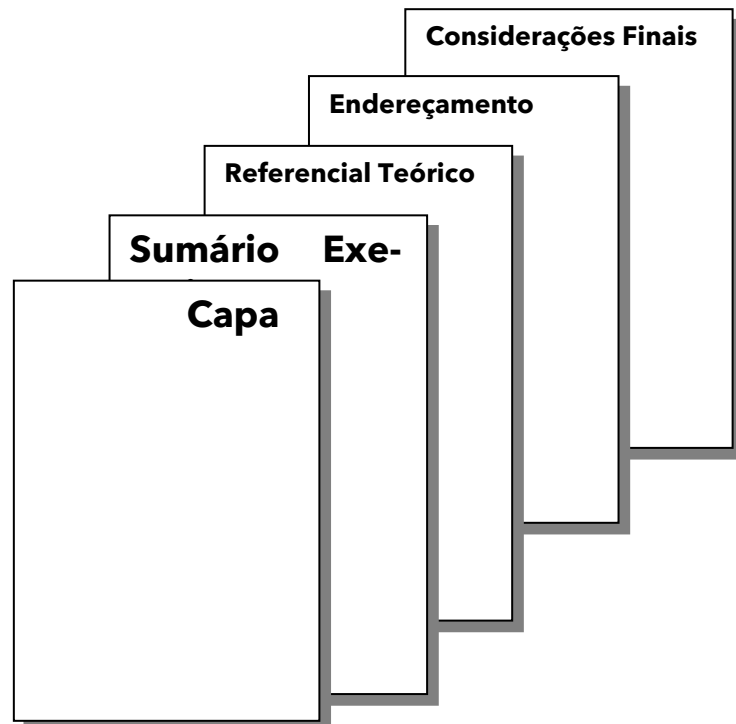 Considerações Finais
Endereçamento
Referencial Teórico
Sumário Exe-
Capa